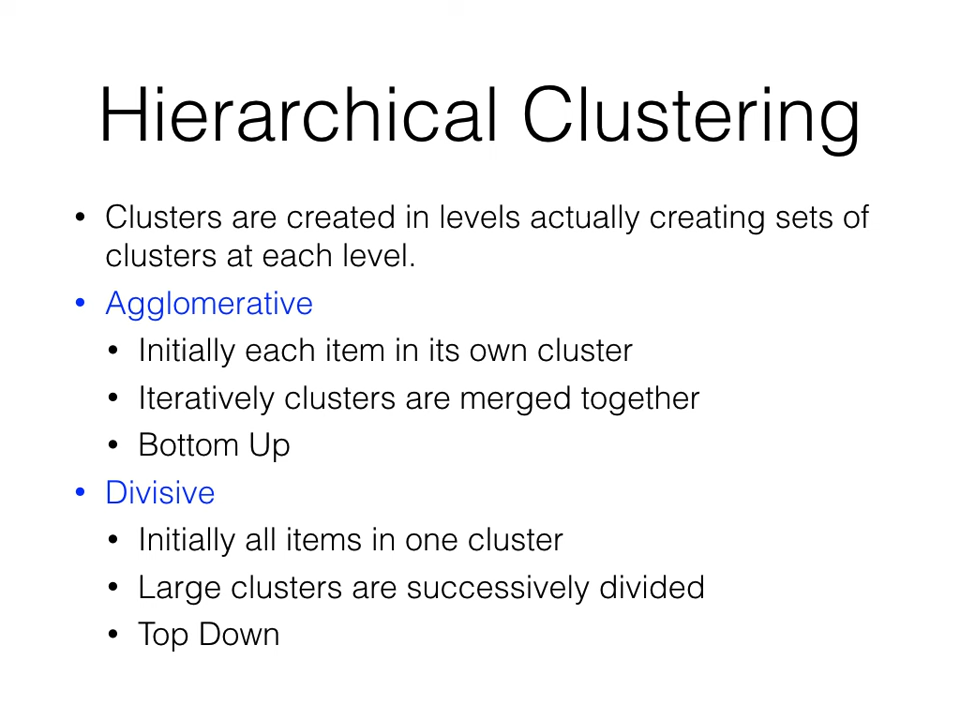 Hierarchical Clustering
• Clusters are created in levels actually creating sets of
clusters at each level.
• Agglomerative
• Initially each item in its own cluster
• Iteratively clusters are merged together
• Bottom Up
• Divisive
• Initially all items in one cluster
• Large clusters are successively divided
• Top Down